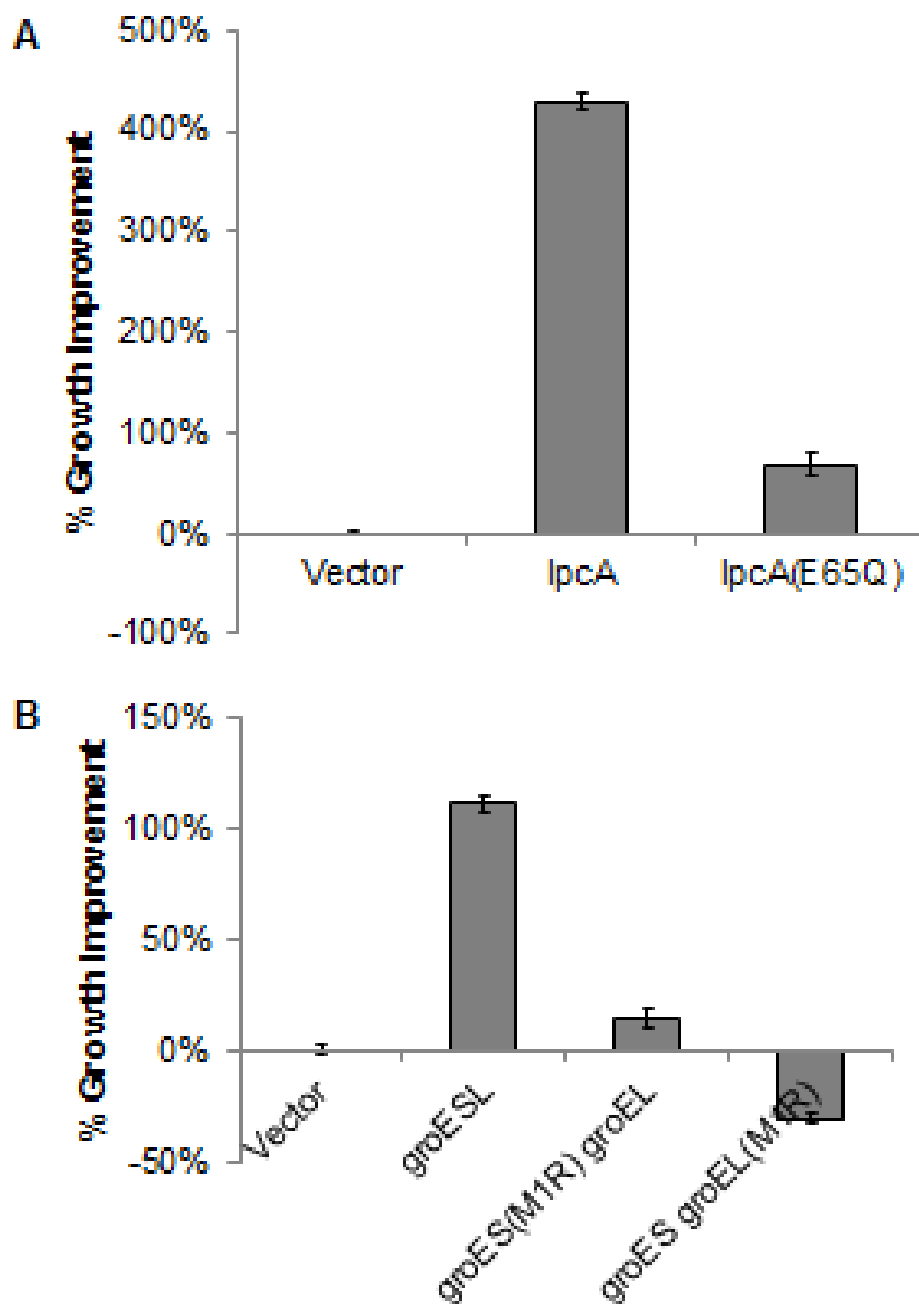 A
% Growth Improvement
500%
400%
300%
200%
100%
0%
-100%
Vector
lpcA
lpcA(E65Q)
B
% Growth Improvement
150%
100%
50%
0%
-50%
Vector
groESL
groES(M1R) groEL
groES groEL(M1R)